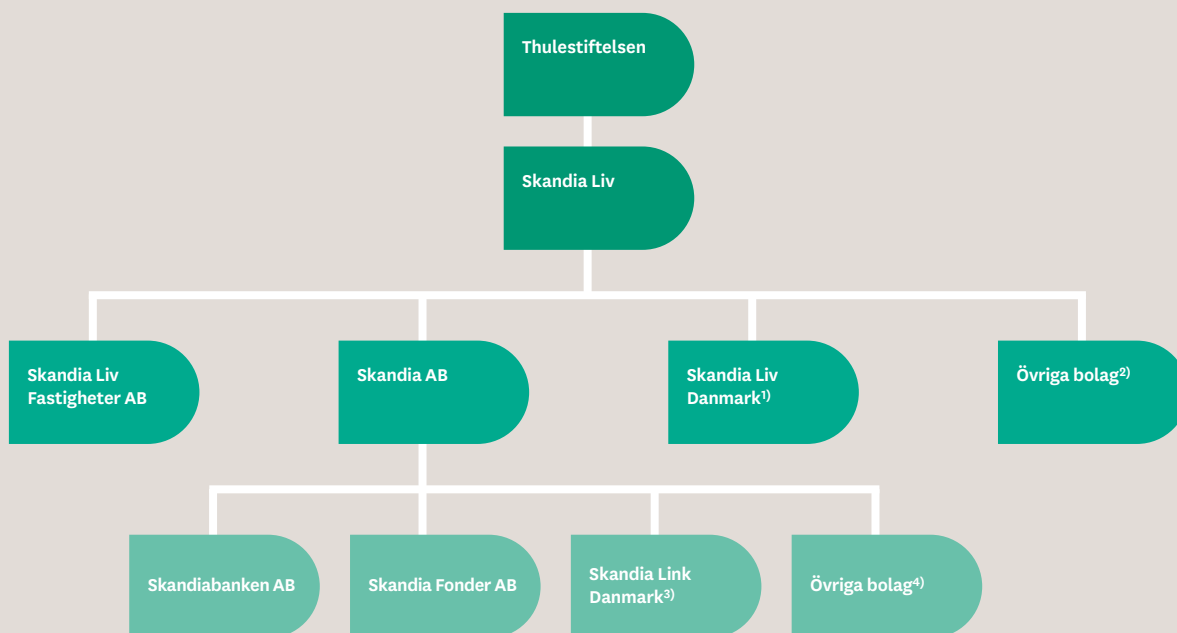 Thulestiftelsen
Skandia Liv
Skandia Liv
Fastigheter AB
Skandia AB
Skandia Liv
Danmark¹⁾
Övriga bolag²⁾
Skandiabanken AB
Skandia Fonder AB
Skandia Link
Danmark³⁾
Övriga bolag⁴⁾